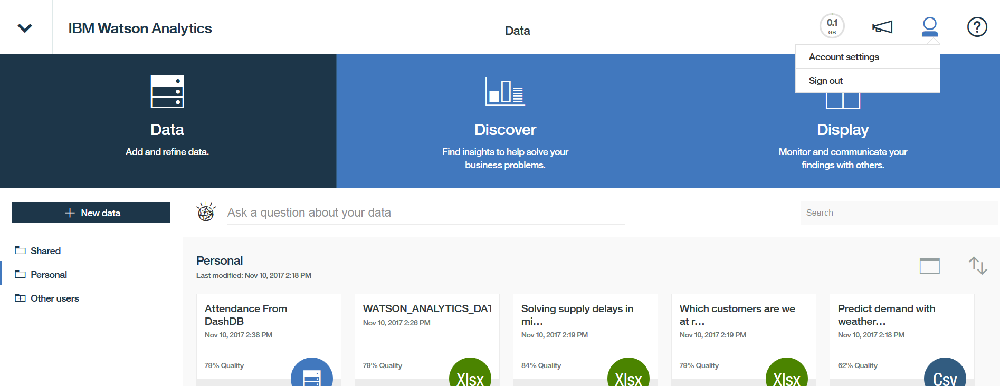 IBM Watson Analytics
Data
0.1
GB
?
Account settings
Sign out
Data
Add and refine data.
Discover
Find insights to help solve your
business problems.
Display
Monitor and communicate your
findings with others.
New data
Ask a question about your data
Search
Shared
Personal
Other users
Personal
Last modified: Nov 10, 2017 2:18 PM
Attendance From
DashDB
Nov 10, 2017 2:38 PM
79% Quality
WATSON_ANALYTICS_DAT
Nov 10, 2017 2:26 PM
79% Quality
Xlsx
Solving supply delays in
mi...
Nov 10, 2017 2:19 PM
84% Quality
Xlsx
Which customers are we
at r...
Nov 10, 2017 2:19 PM
79% Quality
Xlsx
Predict demand with
weather...
Nov 10, 2017 2:18 PM
62% Quality
Csv